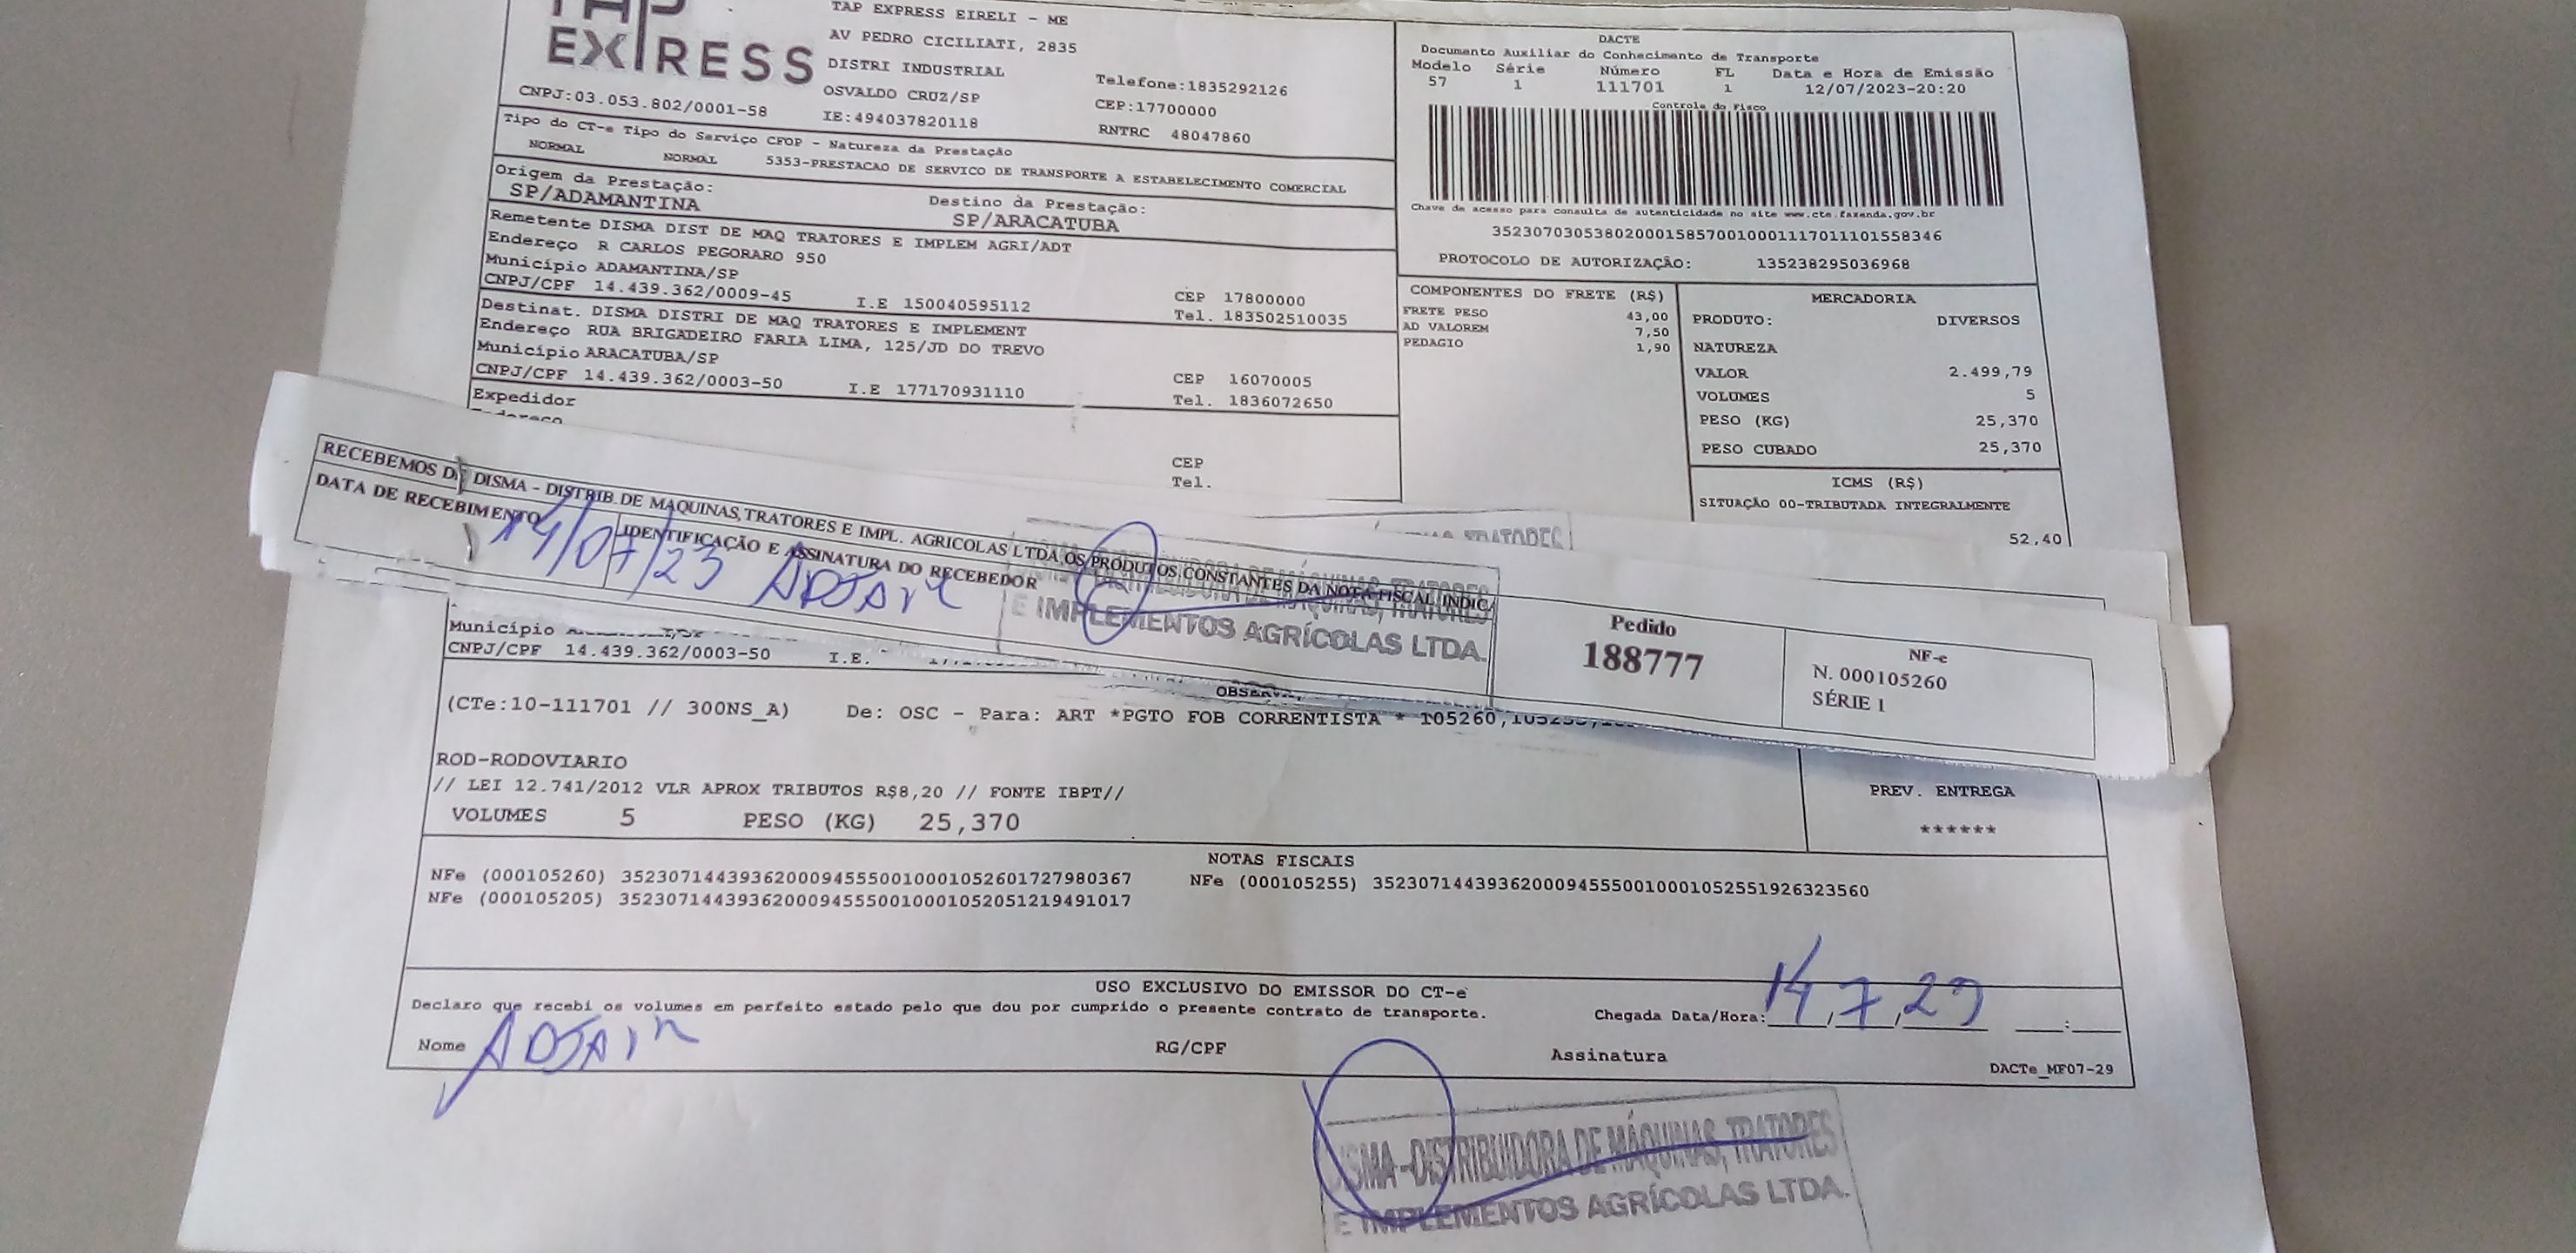 TAP
EXPRESS
TAP EXPRESS EIRELI - ME
AV PEDRO CICILIATI, 2835
DISTRI INDUSTRIAL
Telefone:1835292126
OSVALDO CRUZ/SP
CEP:17700000
CNPJ:03.053.802/0001-58
IE:494037820118
RNTRC 48047860
Tipo do CT-e Tipo do Serviço CFOP - Natureza da Prestação
NORMAL NORMAL 5353-PRESTACAO DE SERVICO DE TRANSPORTE A ESTABELECIMENTO COMERCIAL
Origem da Prestação:
SP/ADAMANTINA
Destino da Prestação:
SP/ARACATUBA
Remetente DISMA DIST DE MAQ TRATORES E IMPLEM AGRI/ADT
Endereço R CARLOS PEGORARO 950
Município ADAMANTINA/SP
CEP 17800000
CNPJ/CPF 14.439.362/0009-45 I.E 150040595112
Tel. 183502510035
Destinat. DISMA DISTRI DE MAQ TRATORES E IMPLEMENT
Endereço RUA BRIGADEIRO FARIA LIMA, 125/JD DO TREVO
Município ARACATUBA/SP
CEP 16070005
CNPJ/CPF 14.439.362/0003-50 I.E 177170931110
Tel. 1836072650
Expedidor
Endereço
CEP
Tel.
DACTE
Documento Auxiliar do Conhecimento de Transporte
Modelo Série Número FL Data e Hora de Emissão
57 1 111701 1 12/07/2023-20:20
Controle do Fisco
Chave de acesso para consulta de autenticidade no site www.cte.fazenda.gov.br
35230703053802000158570010001117011101558346
PROTOCOLO DE AUTORIZAÇÃO: 135238295036968
COMPONENTES DO FRETE (R$)
FRETE PESO 43,00
AD VALOREM 7,50
PEDAGIO 1,90
MERCADORIA
PRODUTO: DIVERSOS
NATUREZA
VALOR 2.499,79
VOLUMES 5
PESO (KG) 25,370
PESO CUBADO 25,370
ICMS (R$)
SITUAÇÃO 00-TRIBUTADA INTEGRALMENTE
52,40
RECEBEMOS DE DISMA - DISTRIB. DE MAQUINAS,TRATORES E IMPL. AGRICOLAS LTDA OS PRODUTOS CONSTANTES DA NOTA FISCAL INDICA
DATA DE RECEBIMENTO
IDENTIFICAÇÃO E ASSINATURA DO RECEBEDOR
14/07/23 ADJAIR
TRATORES
E IMPLEMENTOS AGRÍCOLAS LTDA.
Pedido
188777
NF-e
N. 000105260
SÉRIE 1
Município
CNPJ/CPF 14.439.362/0003-50 I.E.
(CTe:10-111701 // 300NS_A) De: OSC - Para: ART *PGTO FOB CORRENTISTA * 105260,105255,
ROD-RODOVIARIO
// LEI 12.741/2012 VLR APROX TRIBUTOS R$8,20 // FONTE IBPT//
VOLUMES 5 PESO (KG) 25,370
PREV. ENTREGA
******
NOTAS FISCAIS
NFe (000105260) 35230714439362000945550010001052601727980367 NFe (000105255) 35230714439362000945550010001052551926323560
NFe (000105205) 35230714439362000945550010001052051219491017
USO EXCLUSIVO DO EMISSOR DO CT-e
Declaro que recebi os volumes em perfeito estado pelo que dou por cumprido o presente contrato de transporte.
Chegada Data/Hora: 14,7,23 :
Nome ADJAIR RG/CPF Assinatura
DACTe_MF07-29
DISMA - DISTRIBUIDORA DE MÁQUINAS, TRATORES
E IMPLEMENTOS AGRÍCOLAS LTDA.